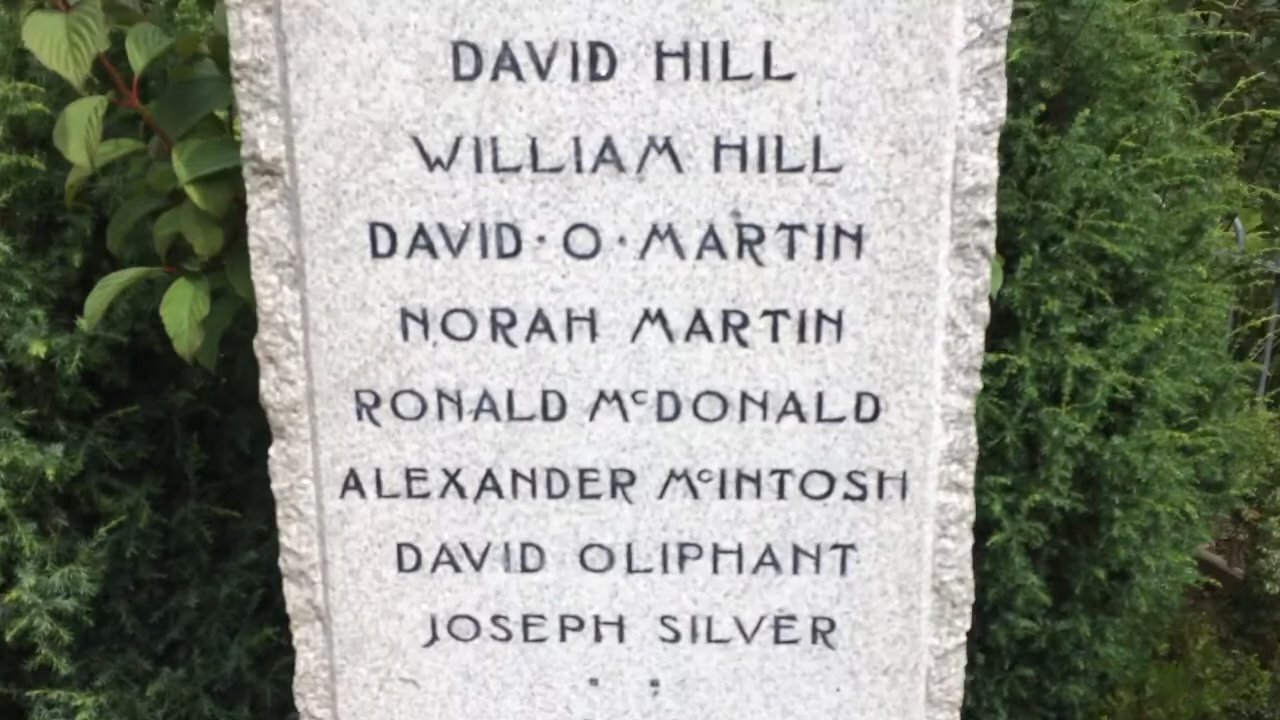 DAVID HILL
WILLIAM HILL
DAVID · O · MARTIN
NORAH MARTIN
RONALD McDONALD
ALEXANDER McINTOSH
DAVID OLIPHANT
JOSEPH SILVER